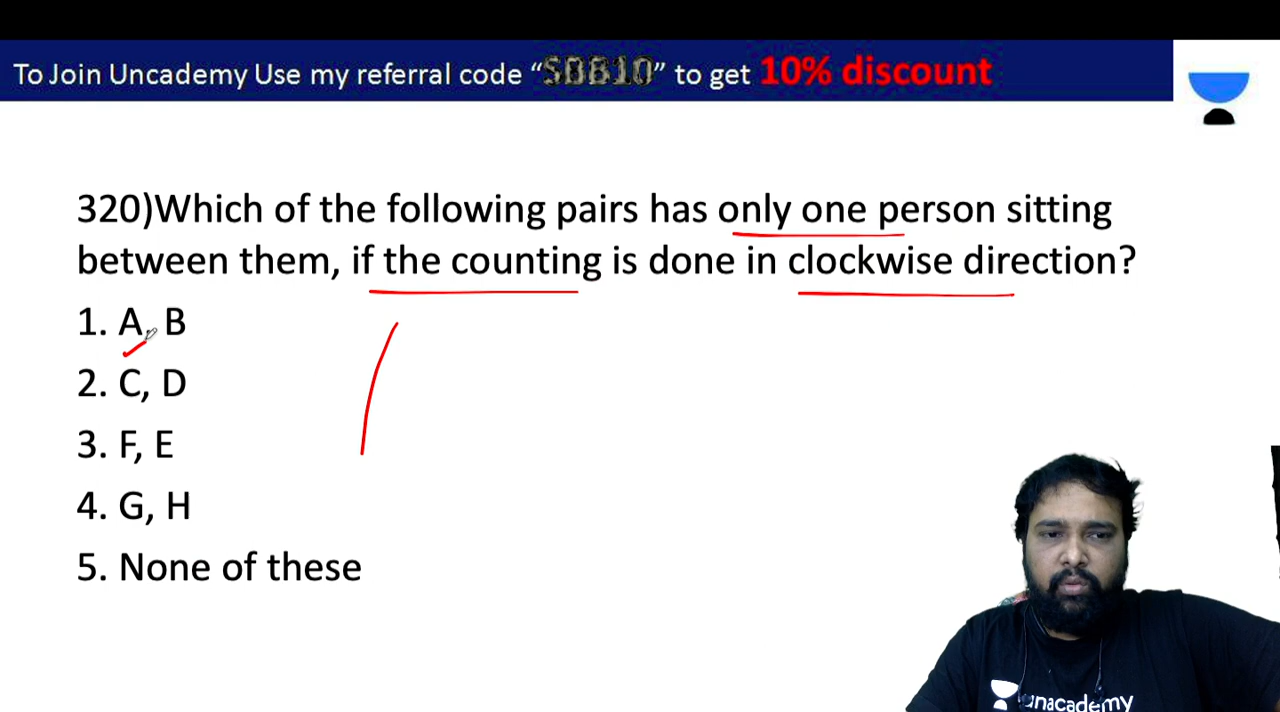 To Join Uncademy Use my referral code “SBB10” to get 10% discount
320)Which of the following pairs has only one person sitting
between them, if the counting is done in clockwise direction?
1. A, B
2. C, D
3. F, E
4. G, H
5. None of these
unacademy